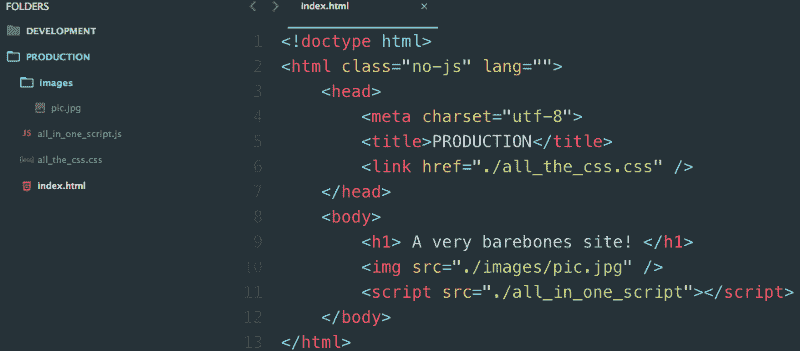 FOLDERS
DEVELOPMENT
PRODUCTION
images
pic.jpg
JS all_in_one_script.js
all_the_css.css
index.html
index.html ×
1 <!doctype html>
2 <html class="no-js" lang="">
3 <head>
4 <meta charset="utf-8">
5 <title>PRODUCTION</title>
6 <link href="./all_the_css.css" />
7 </head>
8 <body>
9 <h1> A very barebones site! </h1>
10 <img src="./images/pic.jpg" />
11 <script src="./all_in_one_script"></script>
12 </body>
13 </html>